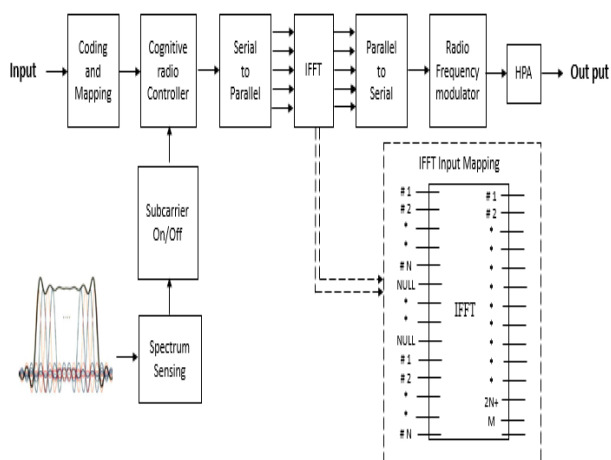 Input
Coding
and
Mapping
Cognitive
radio
Controller
Serial
to
Parallel
IFFT
Parallel
to
Serial
Radio
Frequency
modulator
HPA
Out put
Subcarrier
On/Off
Spectrum
Sensing
....
IFFT Input Mapping
# 1
# 2
*
*
# N
NULL
*
*
NULL
# 1
# 2
*
*
# N
IFFT
# 1
# 2
*
*
*
*
*
*
*
*
*
2N+
M